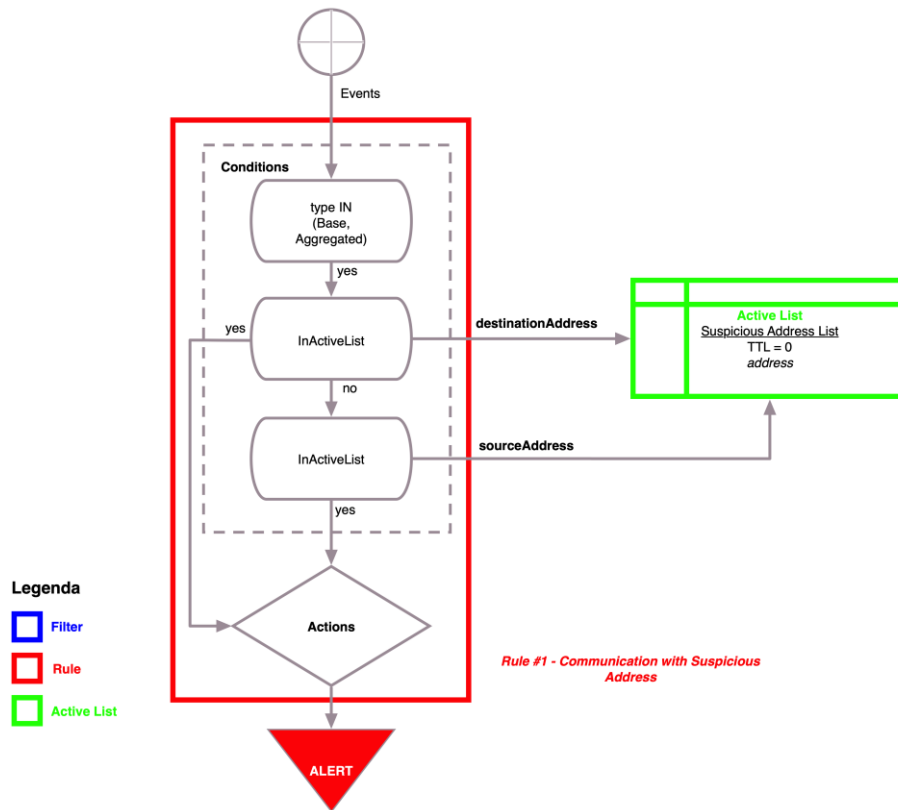 Events
Conditions
type IN
(Base,
Aggregated)
yes
yes
InActiveList
destinationAddress
Active List
Suspicious Address List
TTL = 0
address
no
InActiveList
sourceAddress
yes
Actions
Legenda
Filter
Rule
Active List
Rule #1 - Communication with Suspicious
Address
ALERT